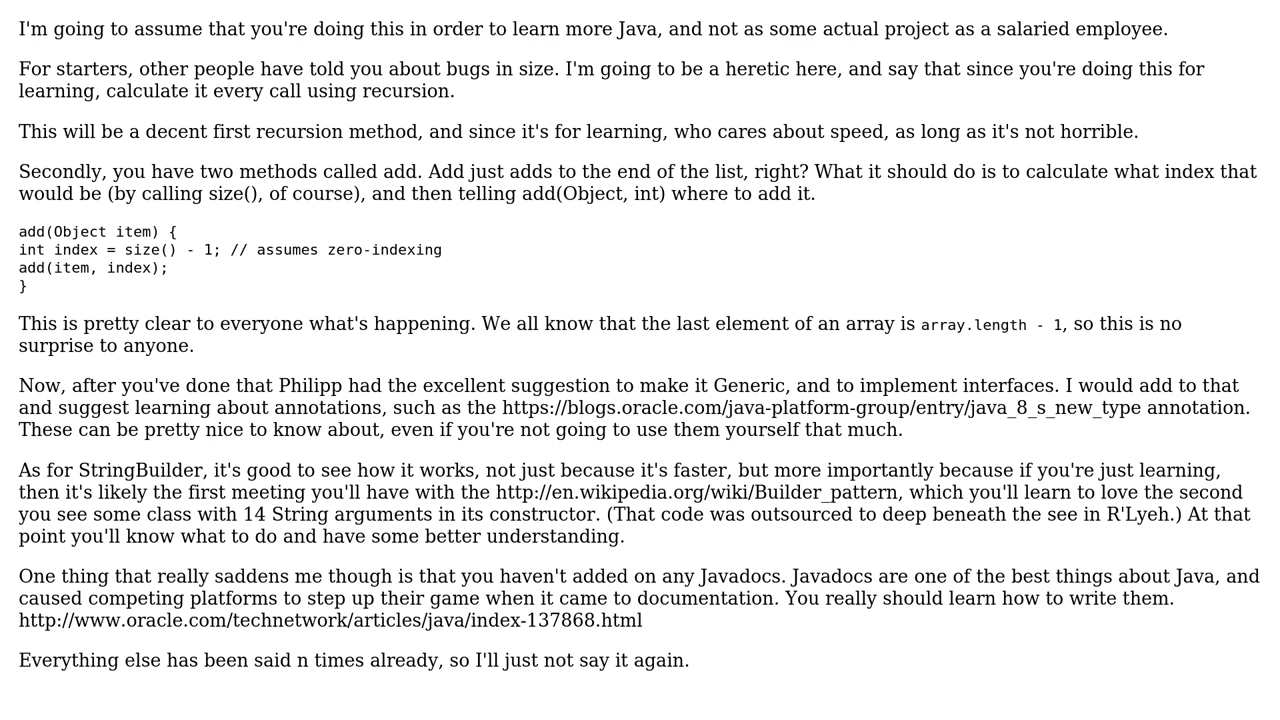 I'm going to assume that you're doing this in order to learn more Java, and not as some actual project as a salaried employee.
For starters, other people have told you about bugs in size. I'm going to be a heretic here, and say that since you're doing this for
learning, calculate it every call using recursion.
This will be a decent first recursion method, and since it's for learning, who cares about speed, as long as it's not horrible.
Secondly, you have two methods called add. Add just adds to the end of the list, right? What it should do is to calculate what index that
would be (by calling size(), of course), and then telling add(Object, int) where to add it.
add(Object item) {
int index = size() - 1; // assumes zero-indexing
add(item, index);
}
This is pretty clear to everyone what's happening. We all know that the last element of an array is array.length - 1, so this is no
surprise to anyone.
Now, after you've done that Philipp had the excellent suggestion to make it Generic, and to implement interfaces. I would add to that
and suggest learning about annotations, such as the https://blogs.oracle.com/java-platform-group/entry/java_8_s_new_type annotation.
These can be pretty nice to know about, even if you're not going to use them yourself that much.
As for StringBuilder, it's good to see how it works, not just because it's faster, but more importantly because if you're just learning,
then it's likely the first meeting you'll have with the http://en.wikipedia.org/wiki/Builder_pattern, which you'll learn to love the second
you see some class with 14 String arguments in its constructor. (That code was outsourced to deep beneath the see in R'Lyeh.) At that
point you'll know what to do and have some better understanding.
One thing that really saddens me though is that you haven't added on any Javadocs. Javadocs are one of the best things about Java, and
caused competing platforms to step up their game when it came to documentation. You really should learn how to write them.
http://www.oracle.com/technetwork/articles/java/index-137868.html
Everything else has been said n times already, so I'll just not say it again.